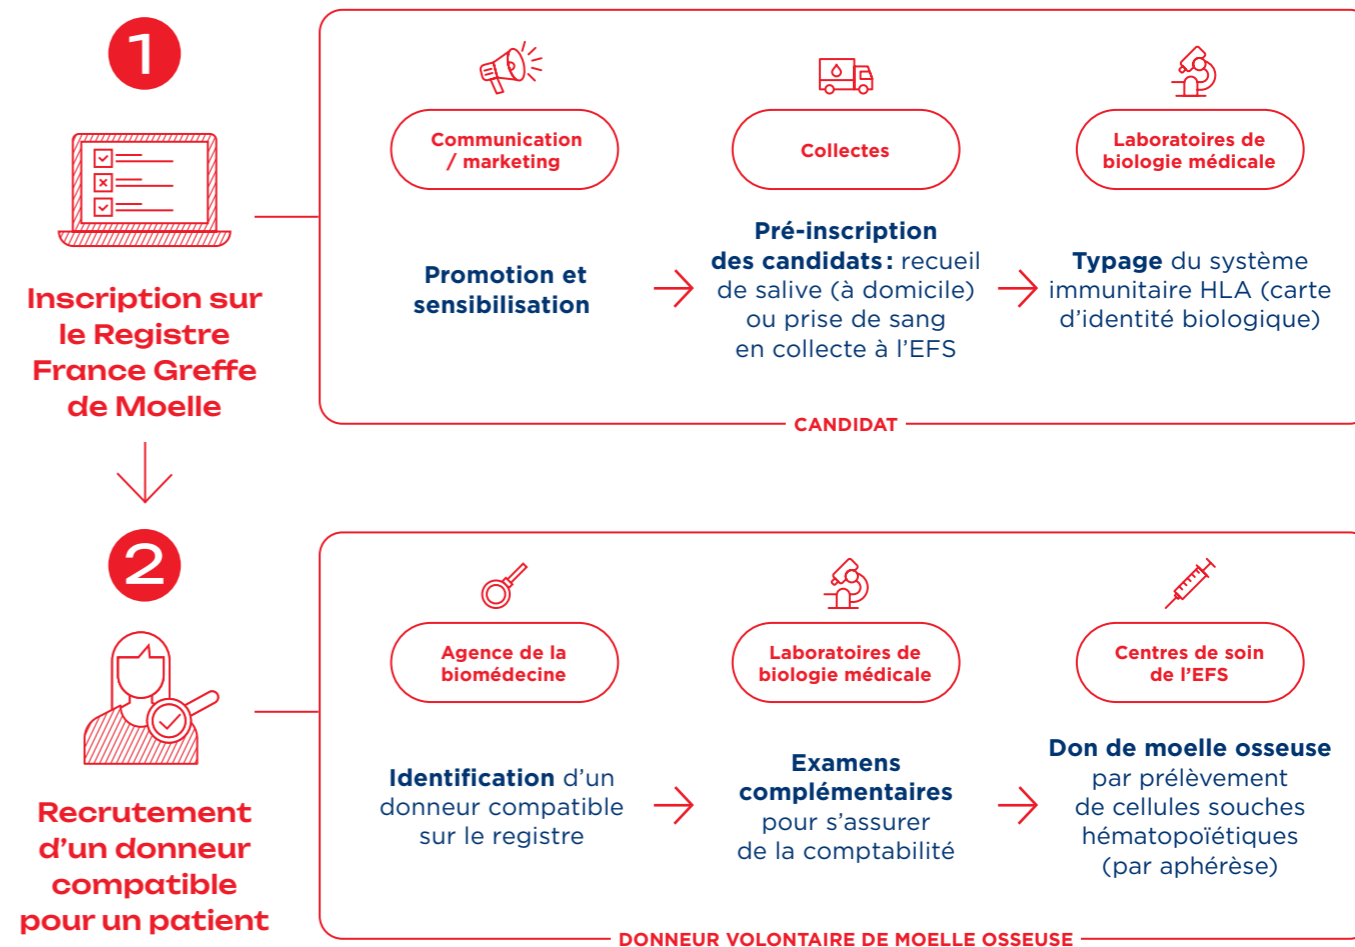 1
Inscription sur
le Registre
France Greffe
de Moelle
Communication
/ marketing
Promotion et
sensibilisation
Collectes
Pré-inscription
des candidats : recueil
de salive (à domicile)
ou prise de sang
en collecte à l’EFS
Laboratoires de
biologie médicale
Typage du système
immunitaire HLA (carte
d’identité biologique)
CANDIDAT
2
Recrutement
d’un donneur
compatible
pour un patient
Agence de la
biomédecine
Identification d’un
donneur compatible
sur le registre
Laboratoires de
biologie médicale
Examens
complémentaires
pour s’assurer
de la comptabilité
Centres de soin
de l’EFS
Don de moelle osseuse
par prélèvement
de cellules souches
hématopoïétiques
(par aphérèse)
DONNEUR VOLONTAIRE DE MOELLE OSSEUSE